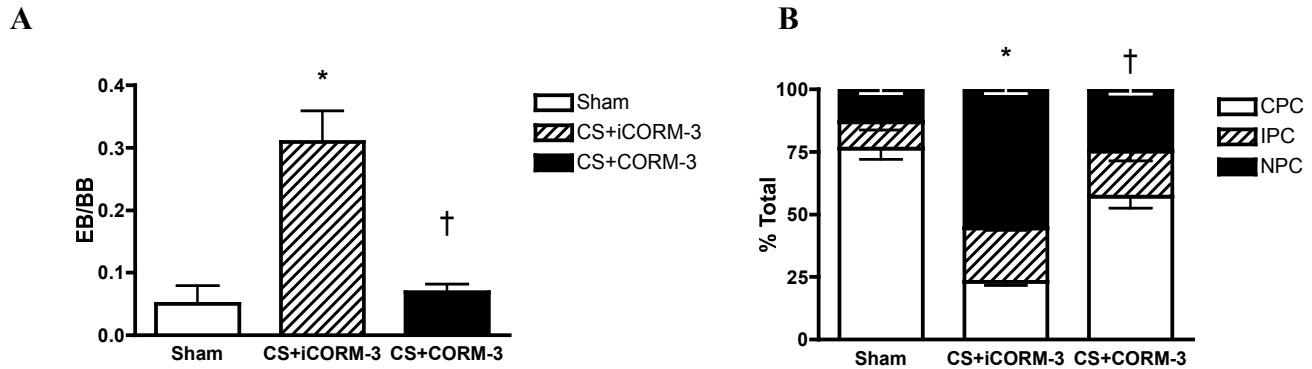 A
EB/BB
0.4
0.3
0.2
0.1
0.0
*
†
Sham
CS+iCORM-3
CS+CORM-3
Sham
CS+iCORM-3
CS+CORM-3
B
% Total
100
75
50
25
0
*
†
Sham
CS+iCORM-3
CS+CORM-3
CPC
IPC
NPC